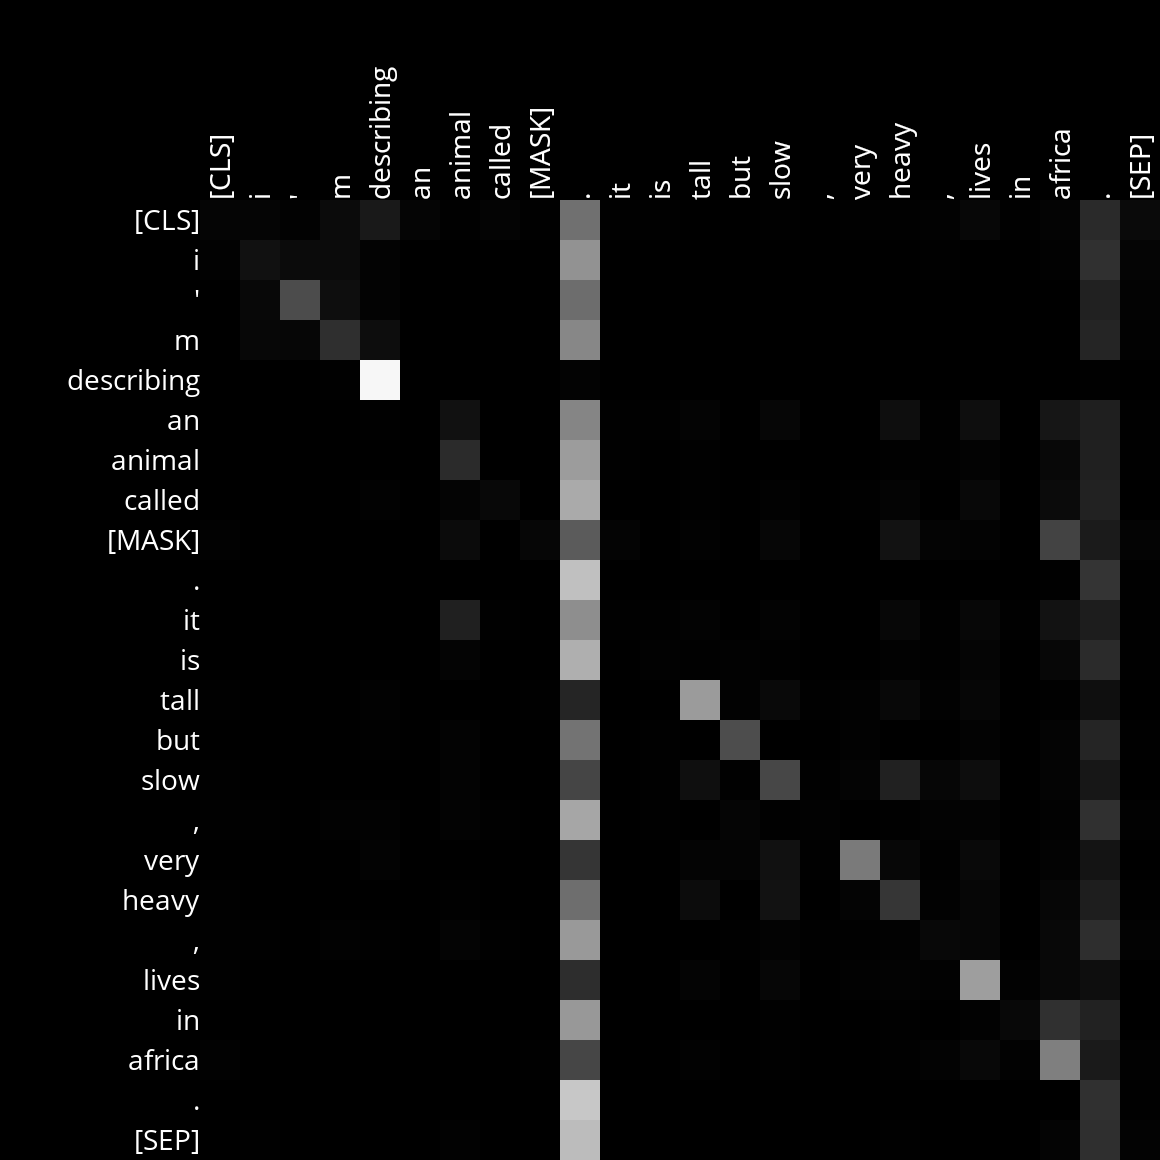 [CLS] i ' m describing an animal called [MASK] . it is tall but slow , very heavy , lives in africa . [SEP]
[CLS]
i
'
m
describing
an
animal
called
[MASK]
.
it
is
tall
but
slow
,
very
heavy
,
lives
in
africa
.
[SEP]